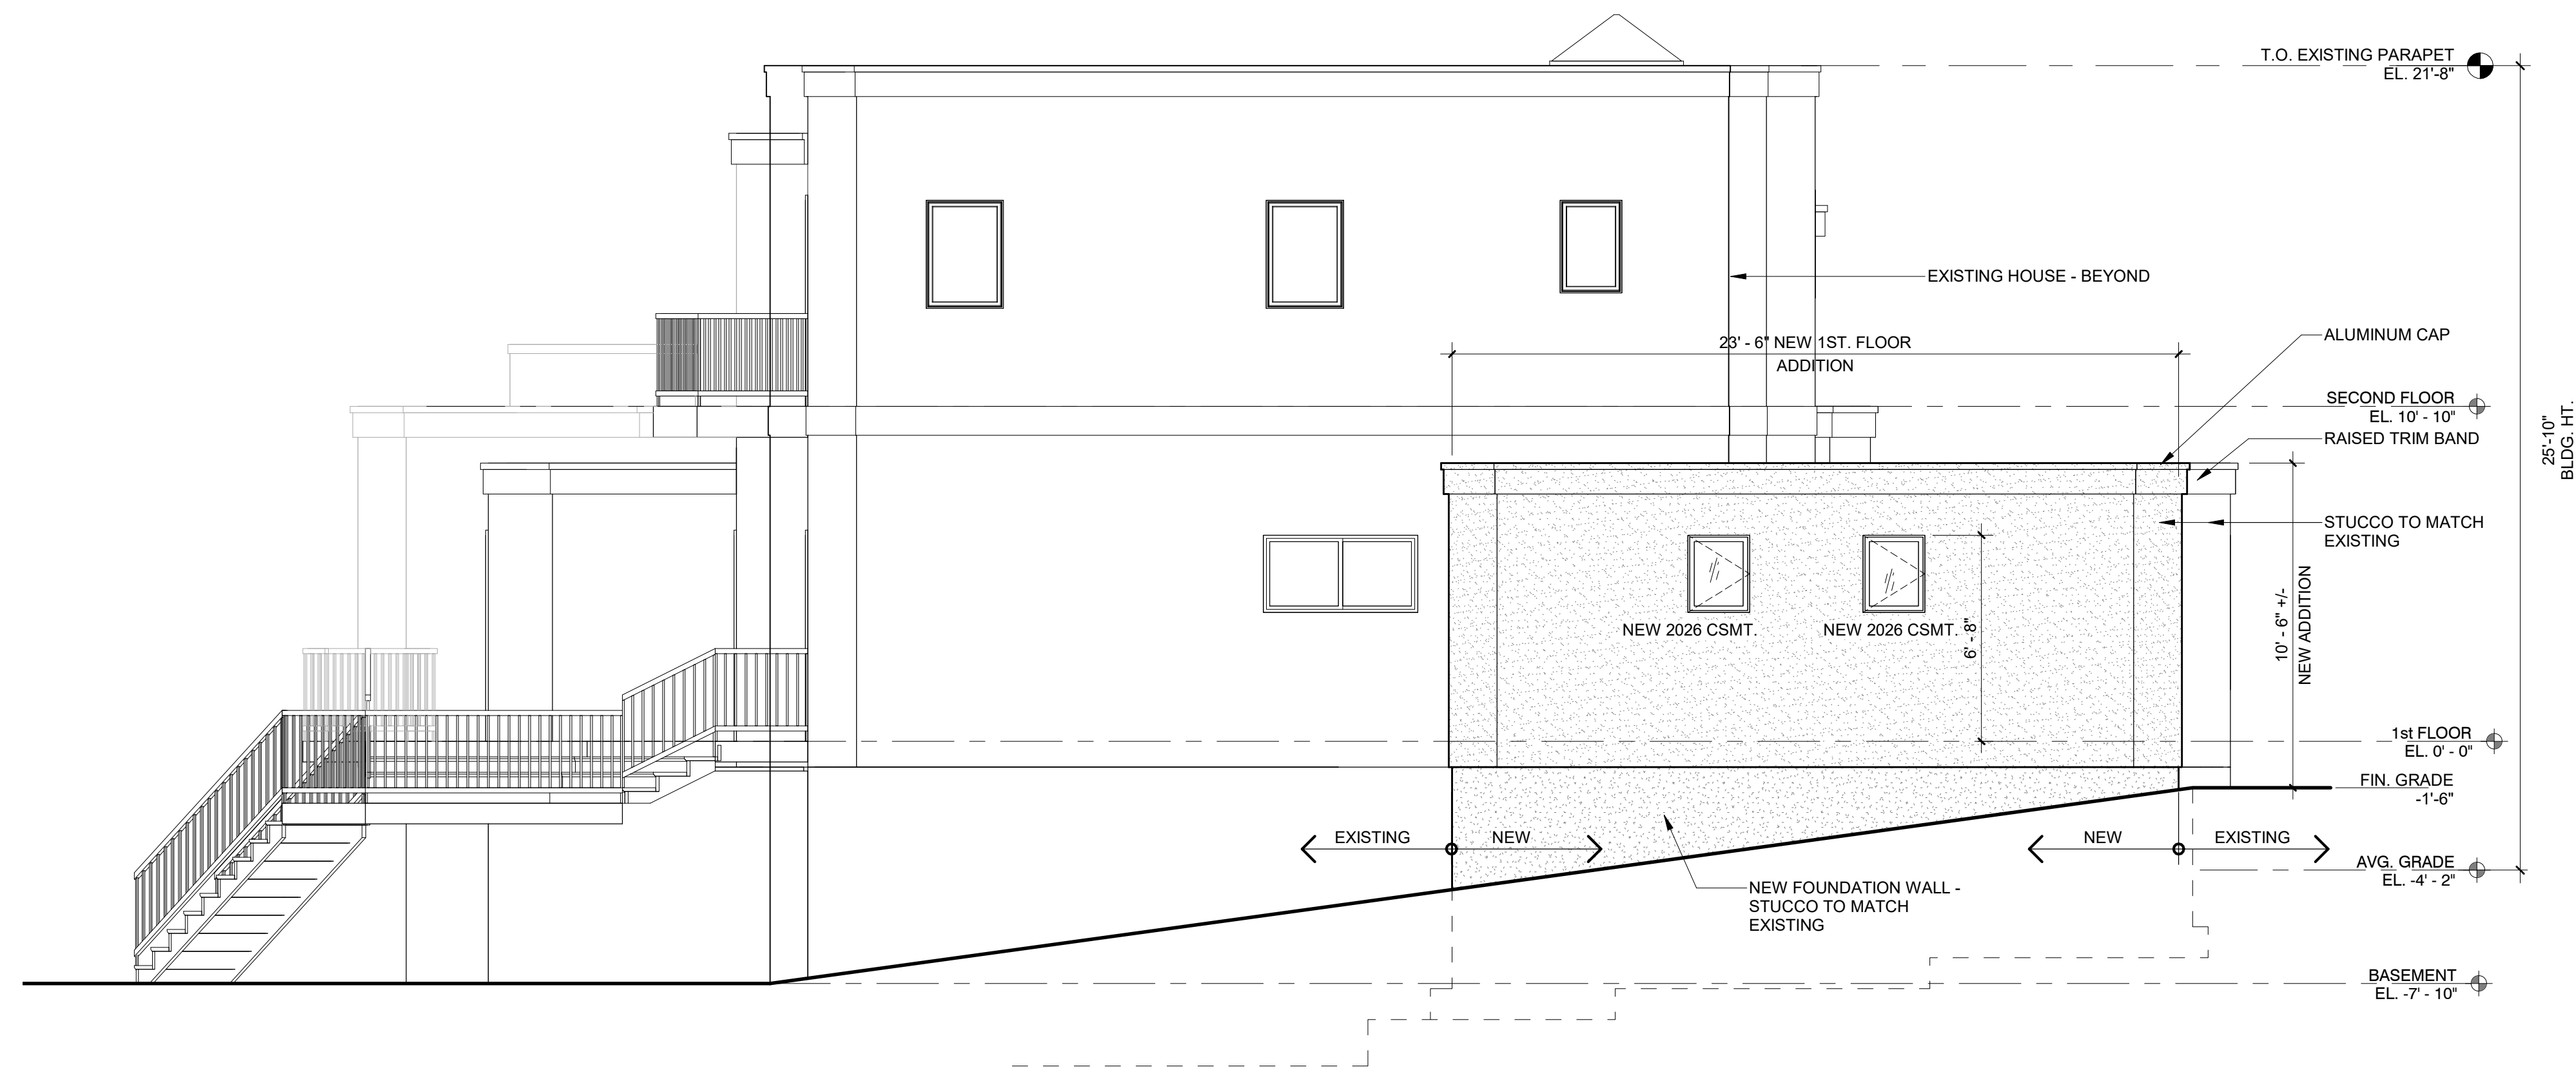 T.O. EXISTING PARAPET
EL. 21'-8"
EXISTING HOUSE - BEYOND
ALUMINUM CAP
23' - 6" NEW 1ST. FLOOR
ADDITION
SECOND FLOOR
EL. 10' - 10"
RAISED TRIM BAND
25'-10"
BLDG. HT.
STUCCO TO MATCH
EXISTING
NEW 2026 CSMT.
NEW 2026 CSMT.
6' - 8"
10' - 6" +/-
NEW ADDITION
1st FLOOR
EL. 0' - 0"
FIN. GRADE
-1'-6"
EXISTING
NEW
NEW
EXISTING
AVG. GRADE
EL. -4' - 2"
NEW FOUNDATION WALL -
STUCCO TO MATCH
EXISTING
BASEMENT
EL. -7' - 10"